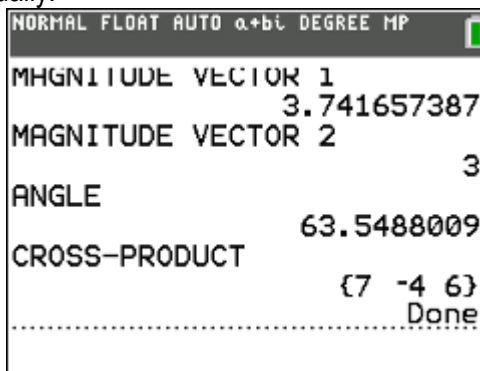 NORMAL FLOAT AUTO a+bi DEGREE MP
MAGNITUDE VECTOR 1
3.741657387
MAGNITUDE VECTOR 2
3
ANGLE
63.5488009
CROSS-PRODUCT
{7 -4 6}
Done